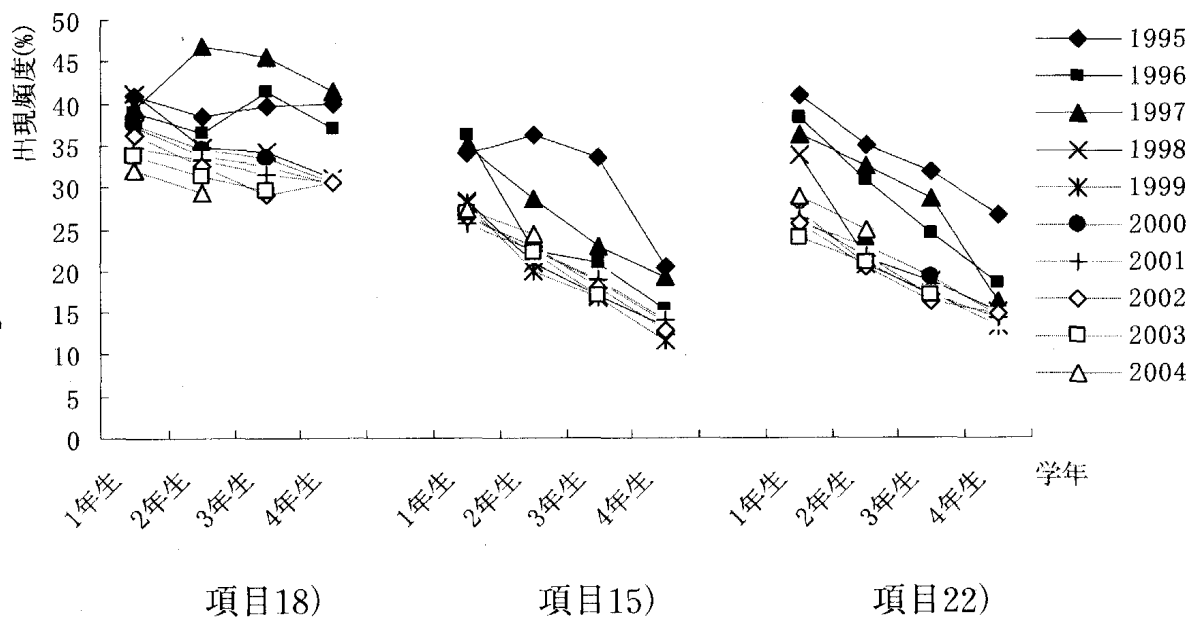 出現頻度(%)
50
45
40
35
30
25
20
15
10
5
0
1年生
2年生
3年生
4年生
1年生
2年生
3年生
4年生
1年生
2年生
3年生
4年生
学年
項目18)
項目15)
項目22)
1995
1996
1997
1998
1999
2000
2001
2002
2003
2004